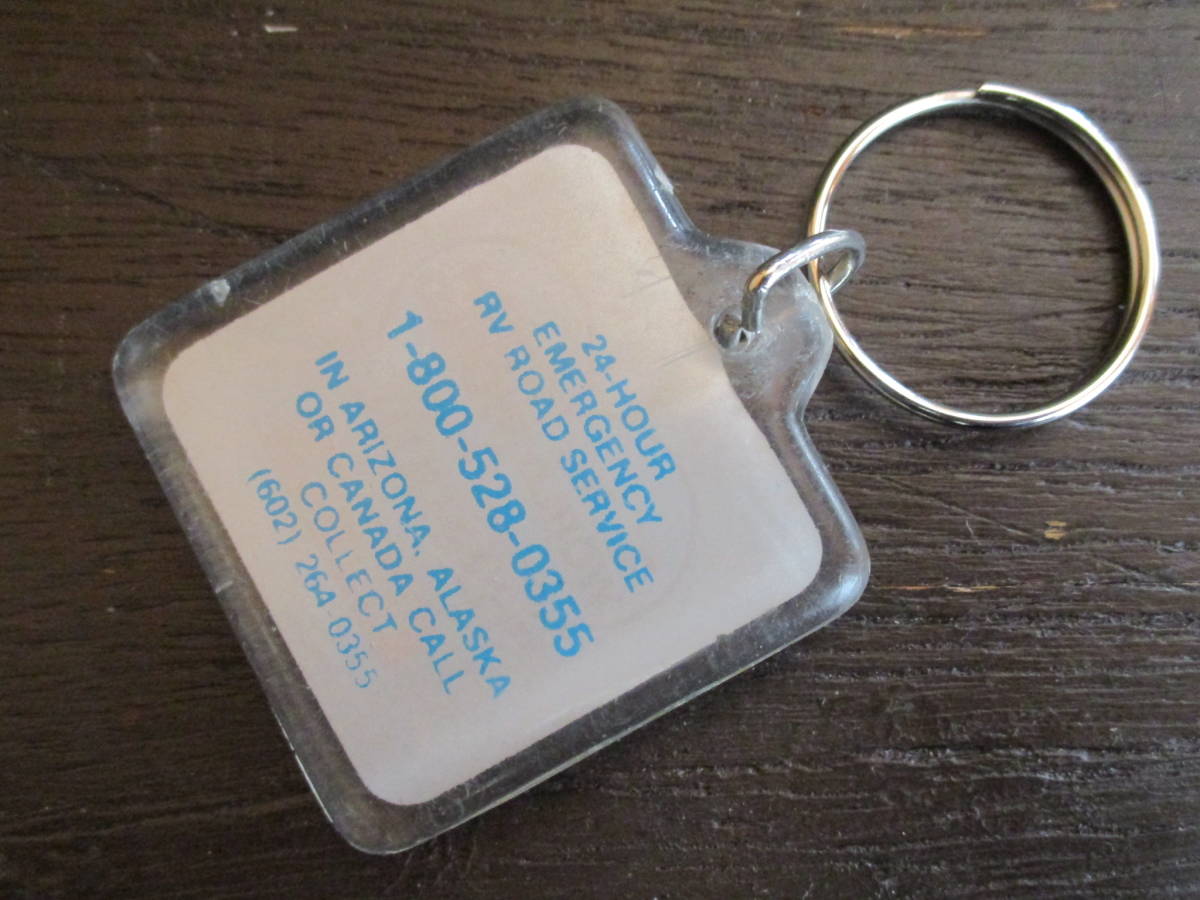 24-HOUR
EMERGENCY
RV ROAD SERVICE
1-800-528-0355
IN ARIZONA, ALASKA
OR CANADA CALL
COLLECT
(602) 264-0355